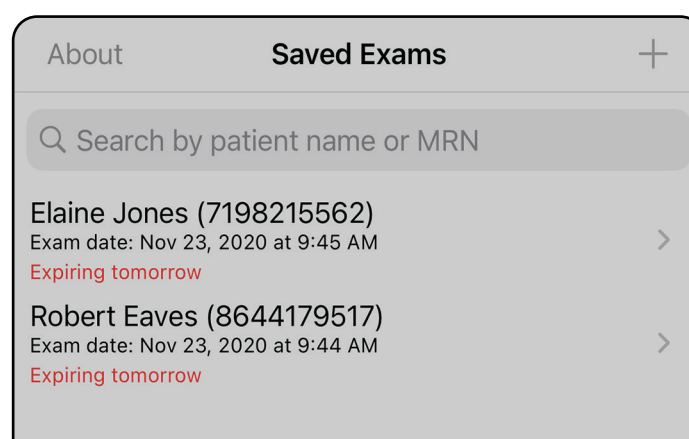 About
Saved Exams
Search by patient name or MRN
Elaine Jones (7198215562)
Exam date: Nov 23, 2020 at 9:45 AM
Expiring tomorrow
Robert Eaves (8644179517)
Exam date: Nov 23, 2020 at 9:44 AM
Expiring tomorrow